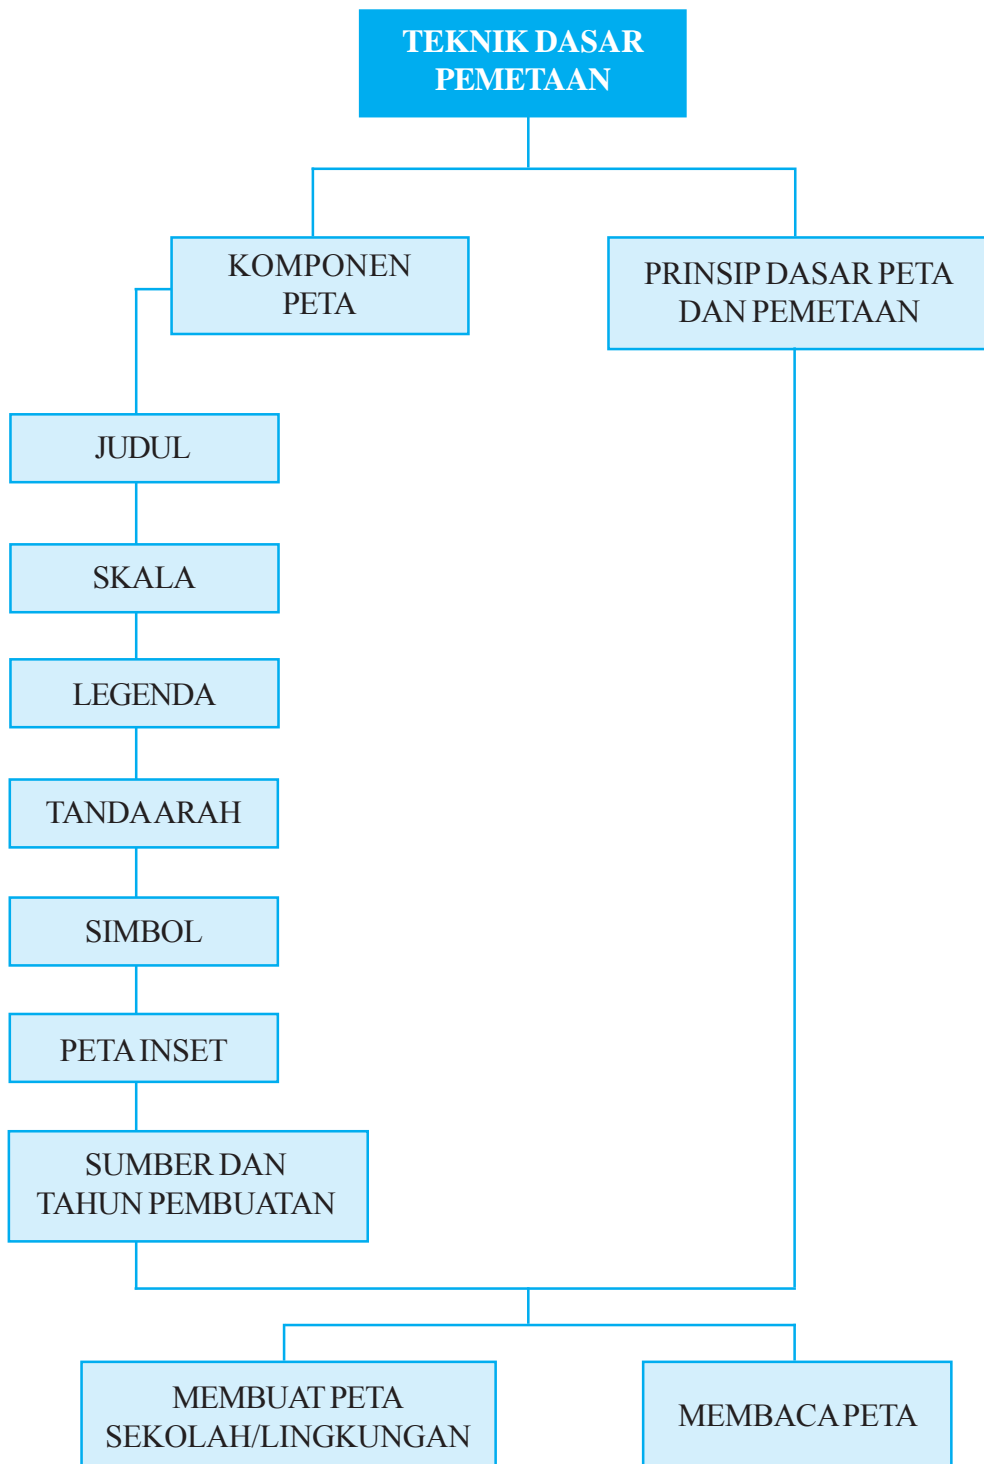 TEKNIK DASAR
PEMETAAN
KOMPONEN
PETA
PRINSIP DASAR PETA
DAN PEMETAAN
JUDUL
SKALA
LEGENDA
TANDA ARAH
SIMBOL
PETA INSET
SUMBER DAN
TAHUN PEMBUATAN
MEMBUAT PETA
SEKOLAH/LINGKUNGAN
MEMBACA PETA